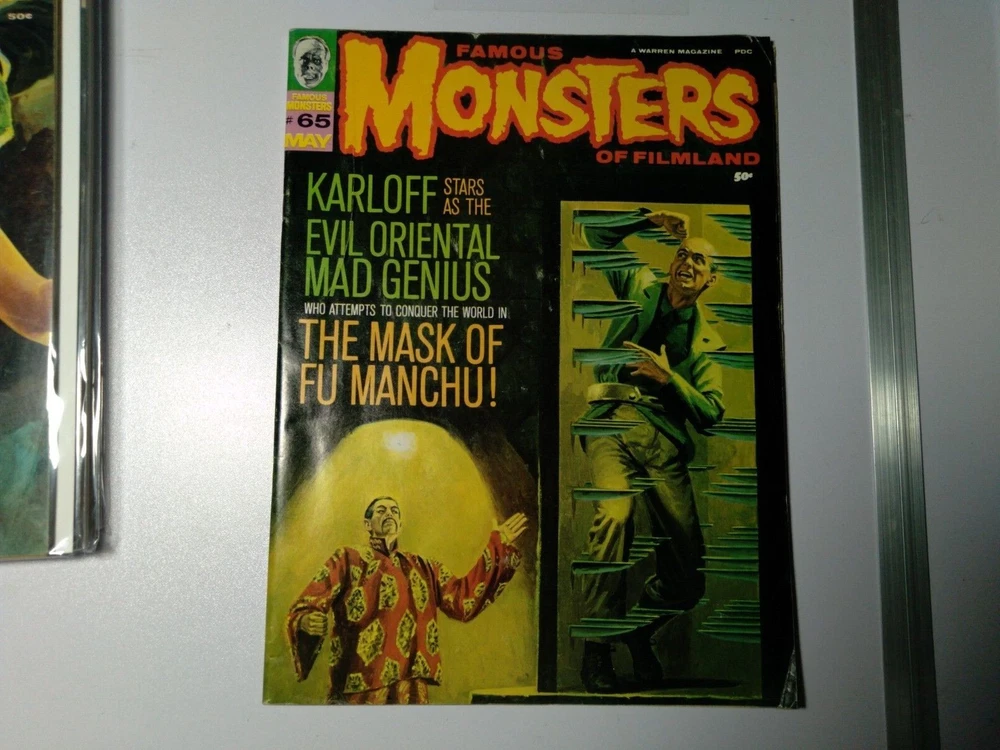 50¢
FAMOUS
MONSTERS
# 65
MAY
FAMOUS
A WARREN MAGAZINE PDC
MONSTERS
OF FILMLAND
50¢
KARLOFF STARS
AS THE
EVIL ORIENTAL
MAD GENIUS
WHO ATTEMPTS TO CONQUER THE WORLD IN
THE MASK OF
FU MANCHU!